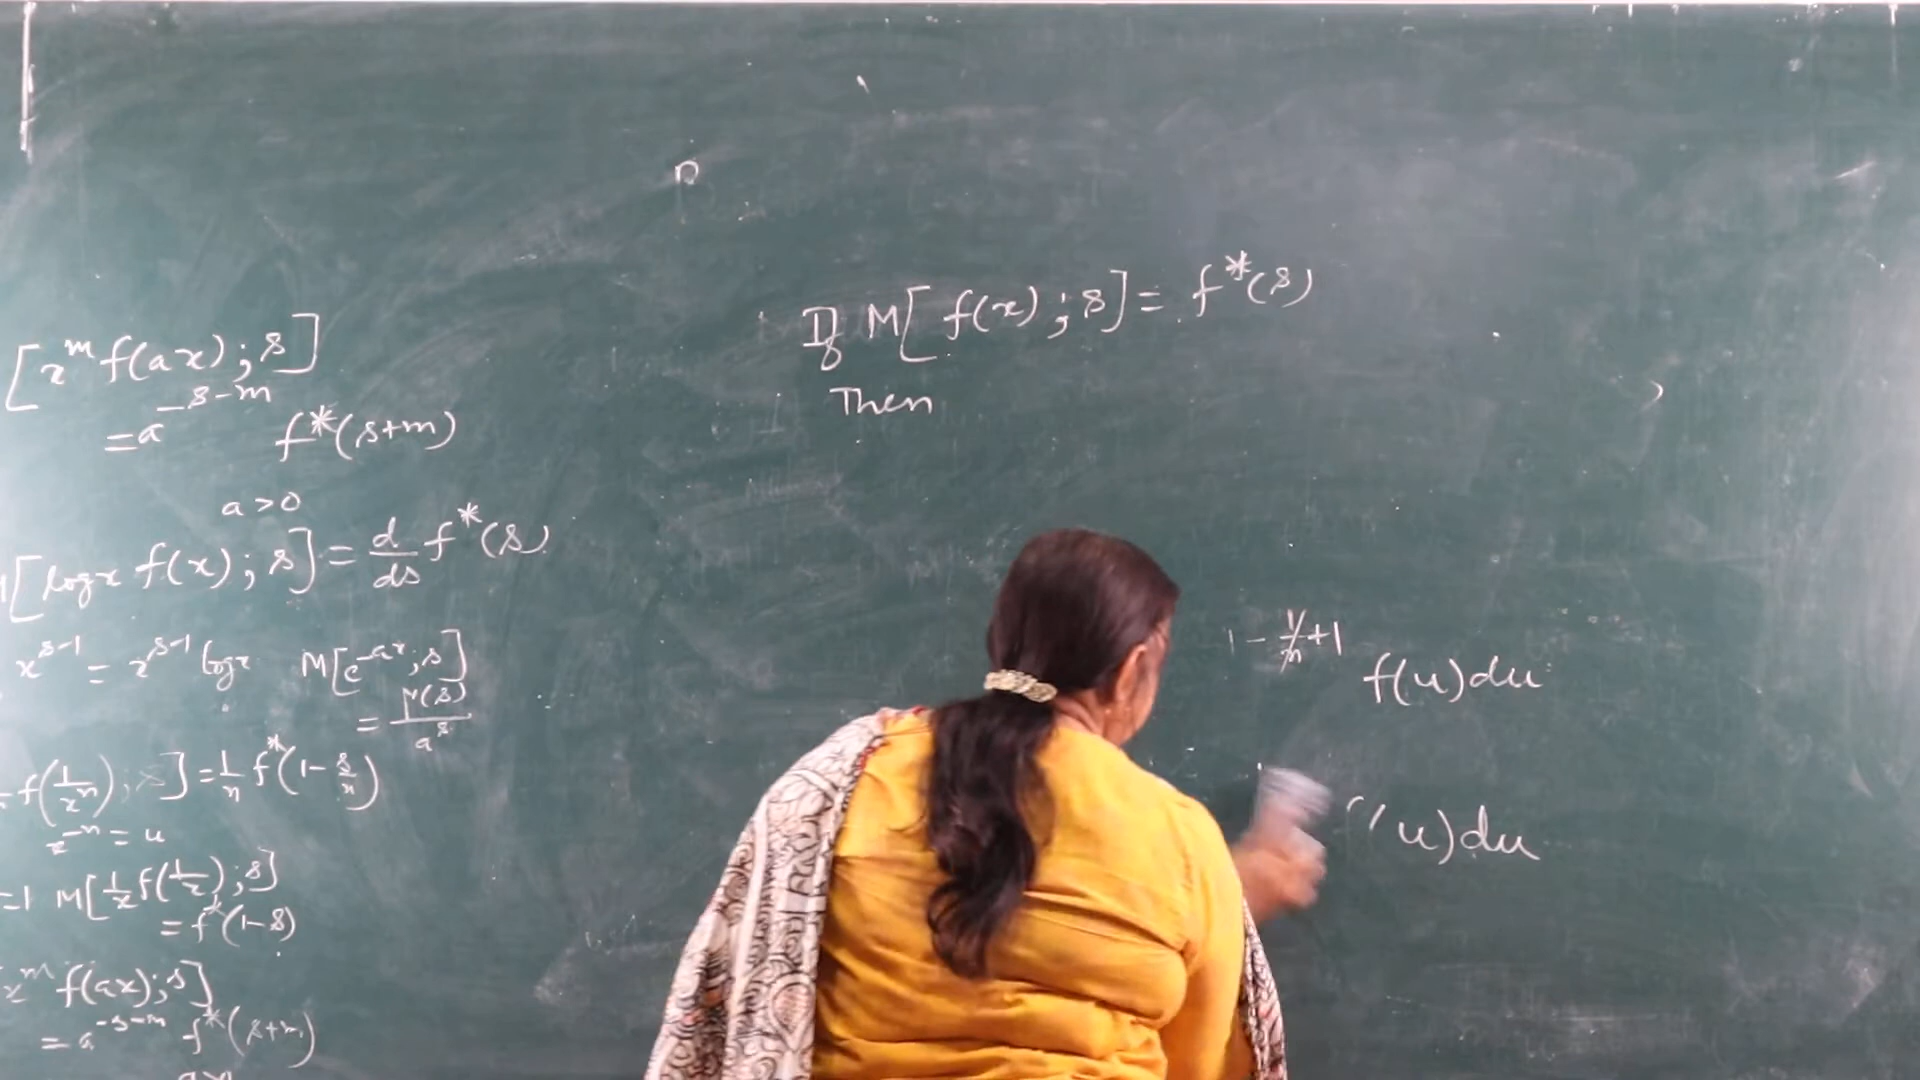 [x^m f(ax) ; s]
= a^{-s-m} f*(s+m)
a > 0
[log x f(x) ; s] = d/ds f*(s)
x^{s-1} = x^{s-1} log x
M[e^{-ax} ; s]
= Γ(s)/a^s
f(1/x^n) ; s] = 1/n f*(1 - s/n)
x^{-n} = u
=1 M[1/x f(1/x) ; s]
= f*(1-s)
x^m f(ax) ; s]
= a^{-s-m} f*(s+m)
If M[f(x) ; s] = f*(s)
Then
1 - 1/n + 1 f(u)du
u)du